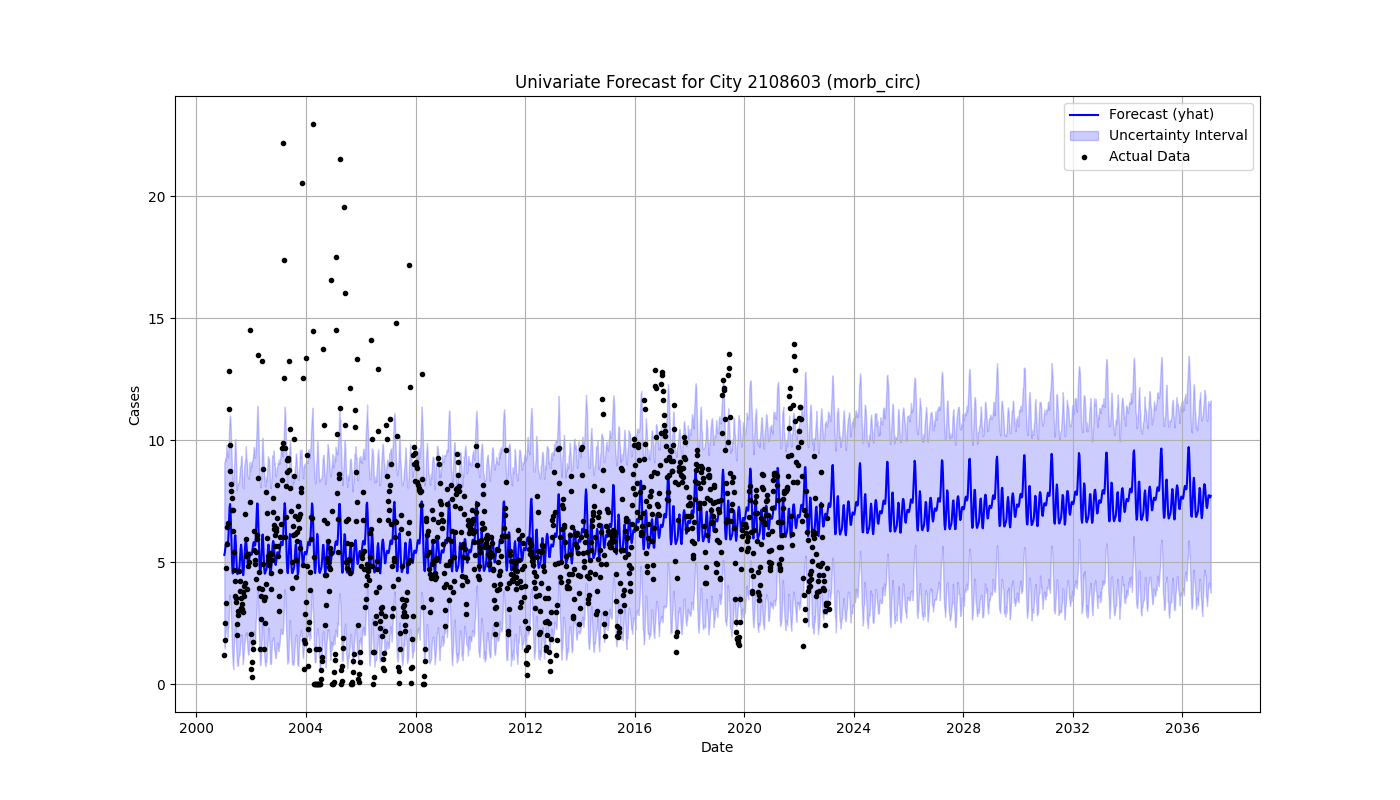 Univariate Forecast for City 2108603 (morb_circ)
Forecast (yhat)
Uncertainty Interval
Actual Data
Cases
20
15
10
5
0
2000 2004 2008 2012 2016 2020 2024 2028 2032 2036
Date